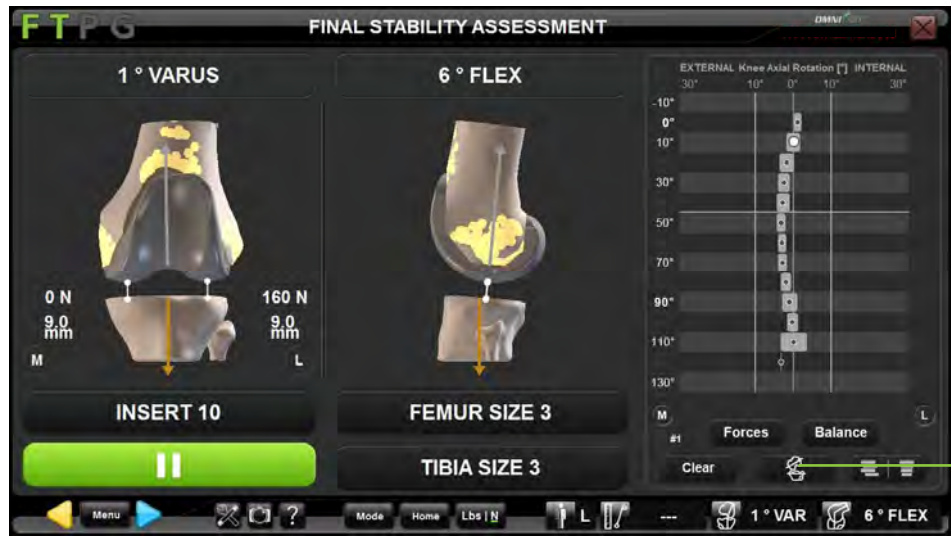 F T P G
FINAL STABILITY ASSESSMENT
1 ° VARUS
6 ° FLEX
EXTERNAL Knee Axial Rotation [°] INTERNAL
30° 10° 0° 10° 30°
-10°
0°
10°
30°
50°
70°
90°
110°
130°
0 N
160 N
9.0
mm
9.0
mm
M
L
M
L
#1
INSERT 10
FEMUR SIZE 3
TIBIA SIZE 3
Forces
Balance
Clear
Menu
?
Mode
Home
Lbs | N
L
---
1 ° VAR
6 ° FLEX